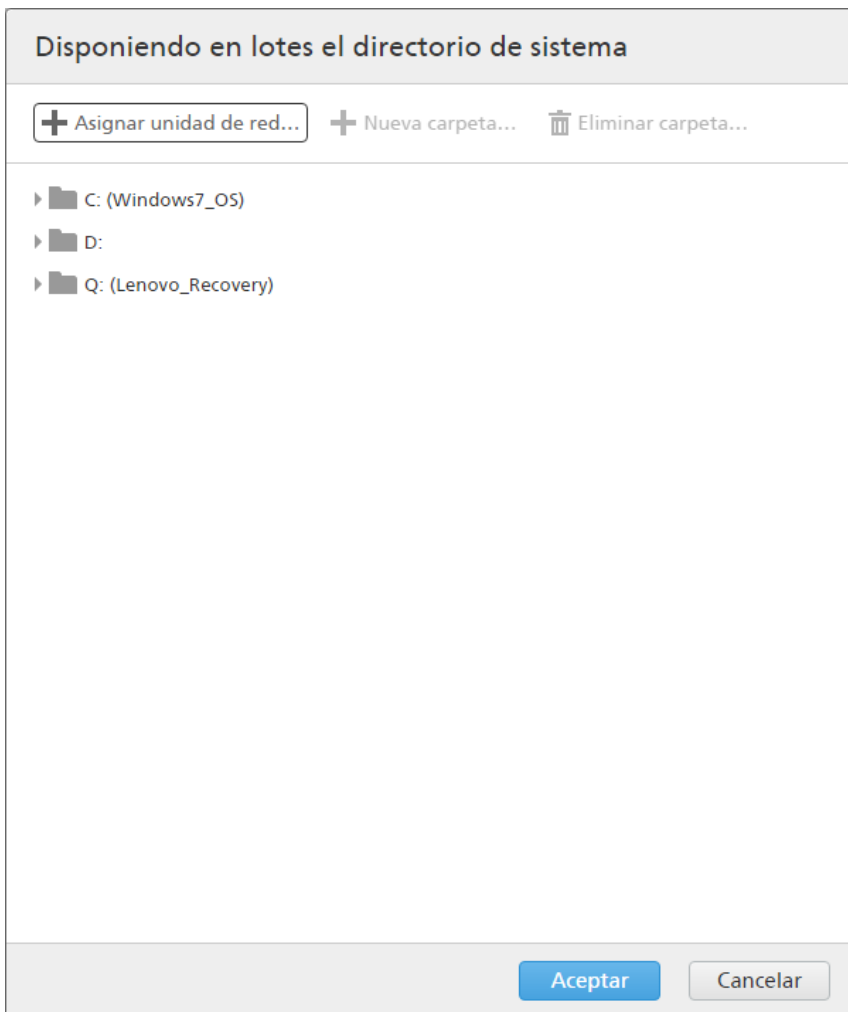 Disponiendo en lotes el directorio de sistema
Asignar unidad de red... Nueva carpeta... Eliminar carpeta...
C: (Windows7_OS)
D:
Q: (Lenovo_Recovery)
Aceptar Cancelar